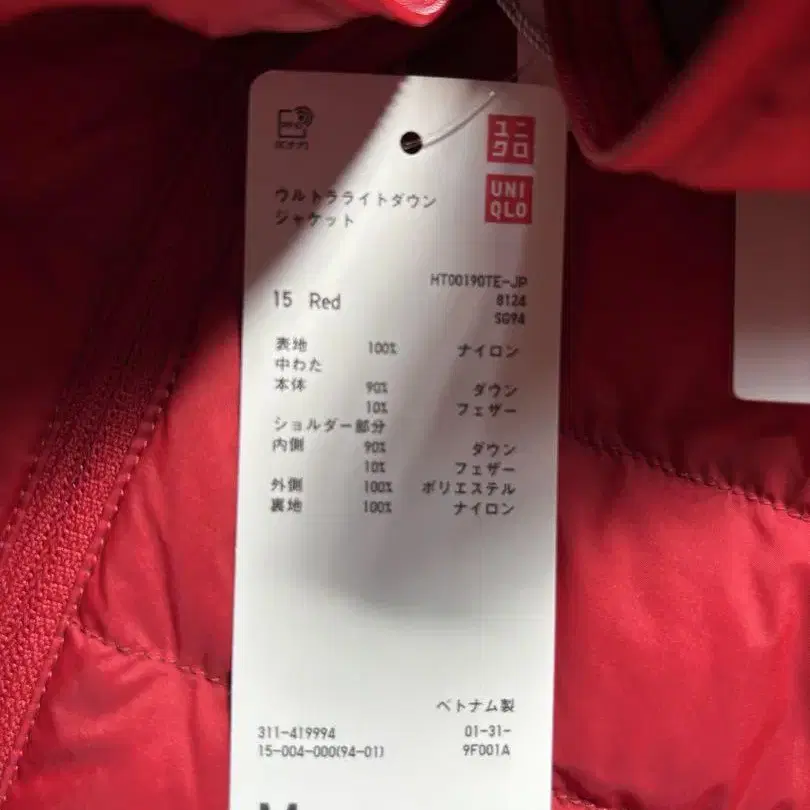 ユニ
クロ
UNI
QLO
ウルトラライトダウン
ジャケット
HT00190TE-JP
15 Red
8124
SG94
表地 100% ナイロン
中わた
本体 90% ダウン
10% フェザー
ショルダー部分
内側 90% ダウン
10% フェザー
外側 100% ポリエステル
裏地 100% ナイロン
ベトナム製
311-419994 01-31-
15-004-000(94-01) 9F001A